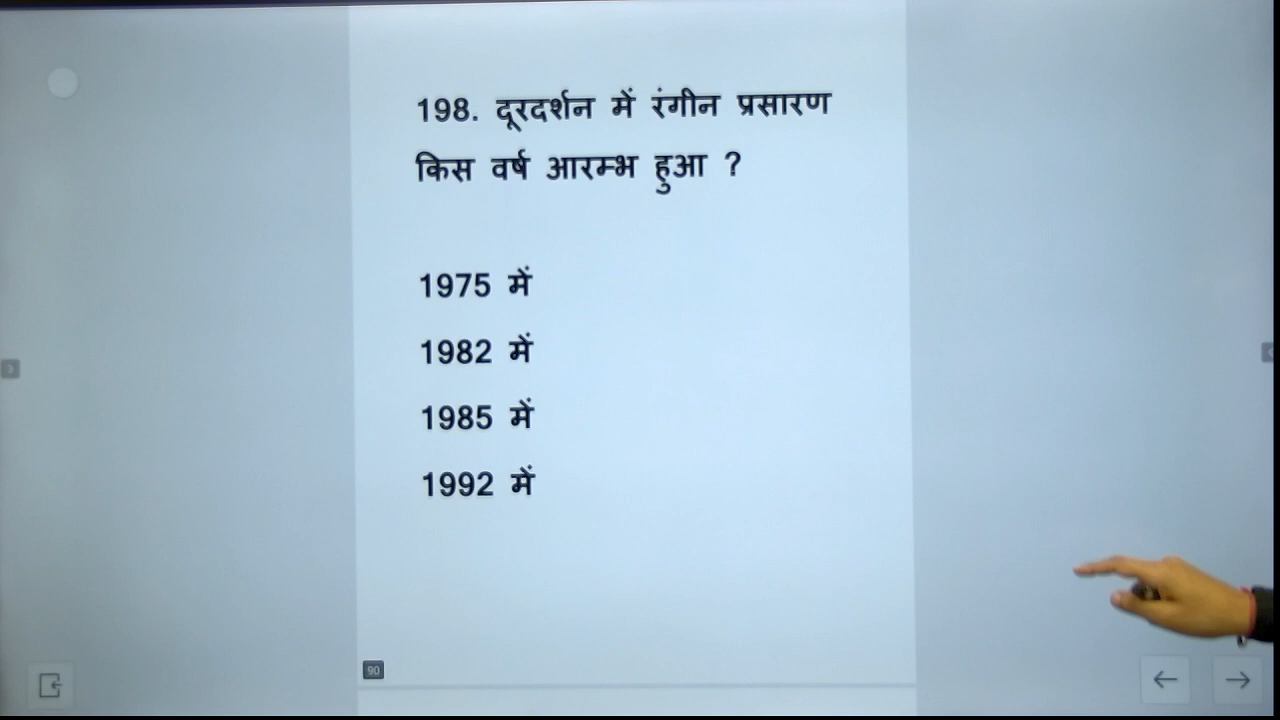 198. दूरदर्शन में रंगीन प्रसारण
किस वर्ष आरम्भ हुआ ?
1975 में
1982 में
1985 में
1992 में
90